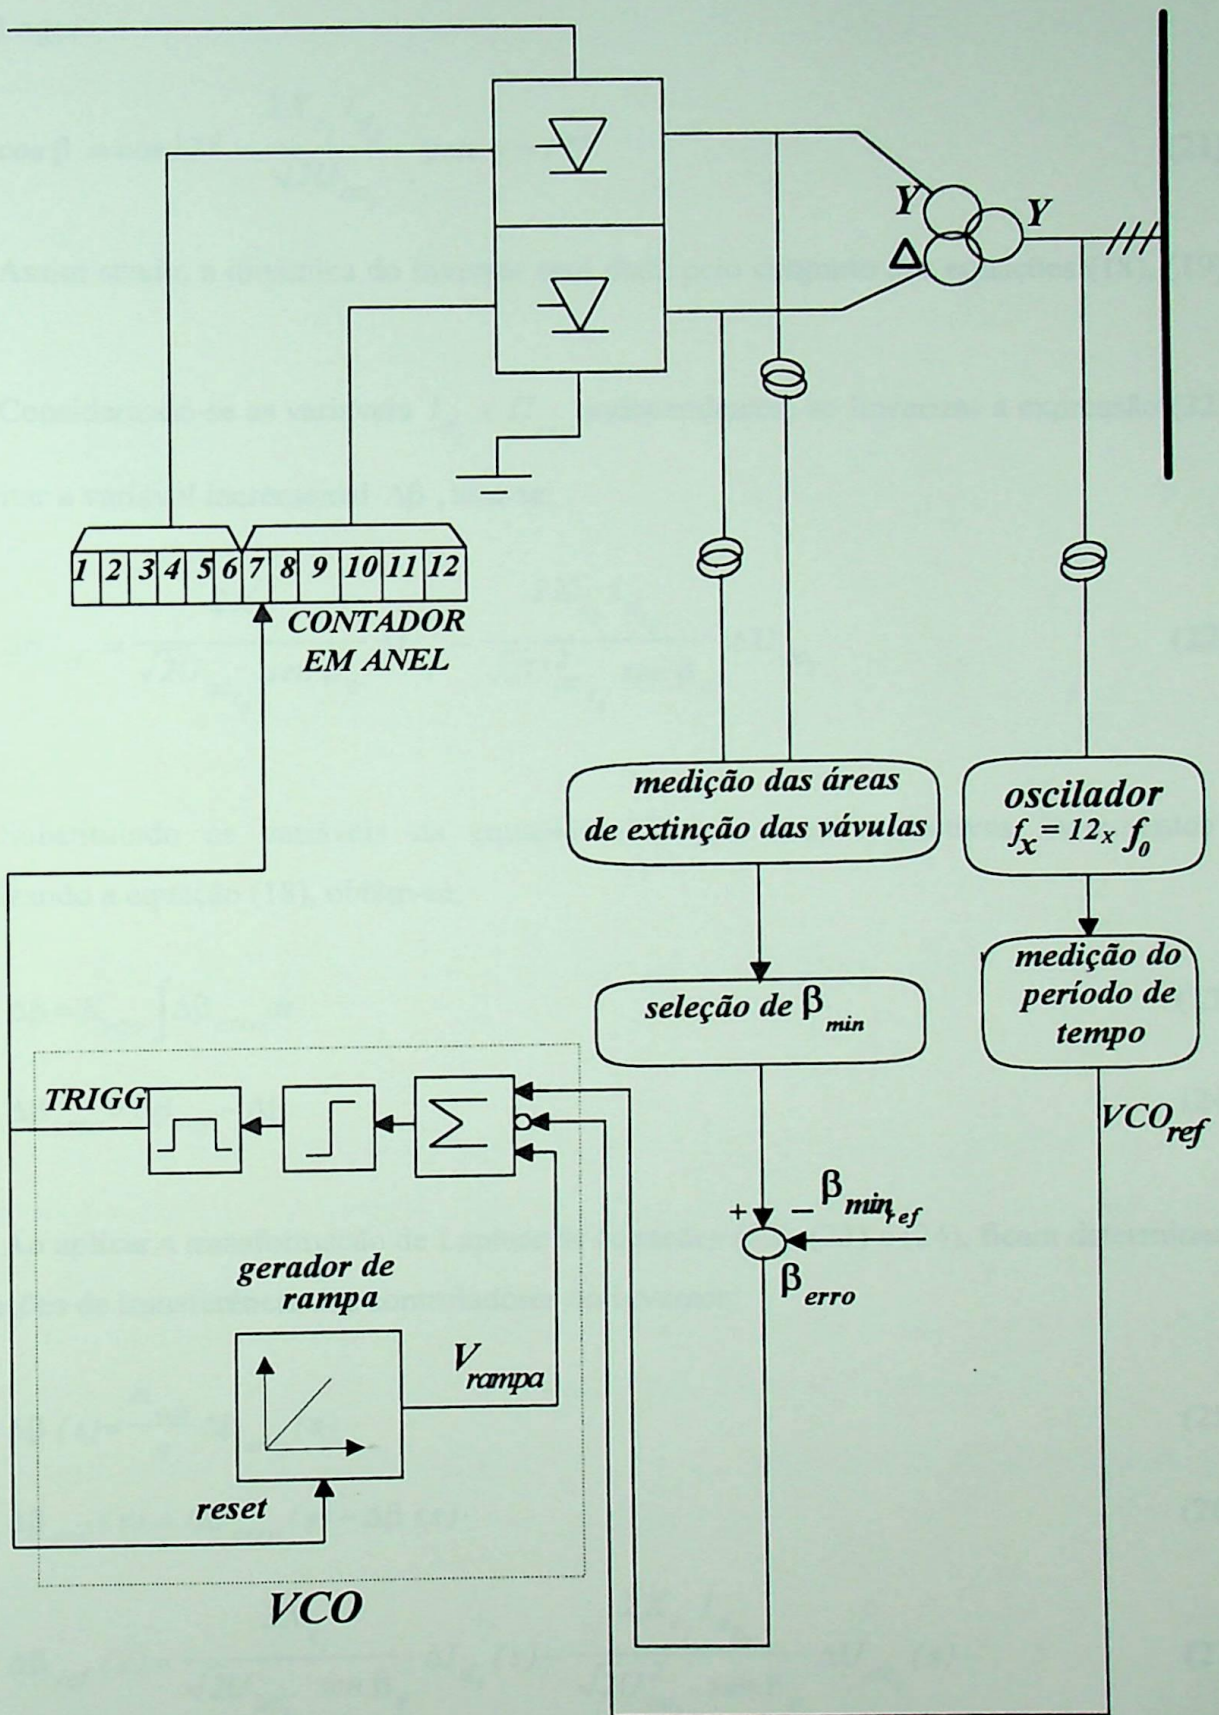 Y
Y
Δ
1 2 3 4 5 6 7 8 9 10 11 12
CONTADOR
EM ANEL
medição das áreas
de extinção das vávulas
oscilador
fx = 12x f0
medição do
período de
tempo
seleção de βmin
TRIGG
Σ
VCOref
+
− βminref
βerro
gerador de
rampa
Vrampa
reset
VCO